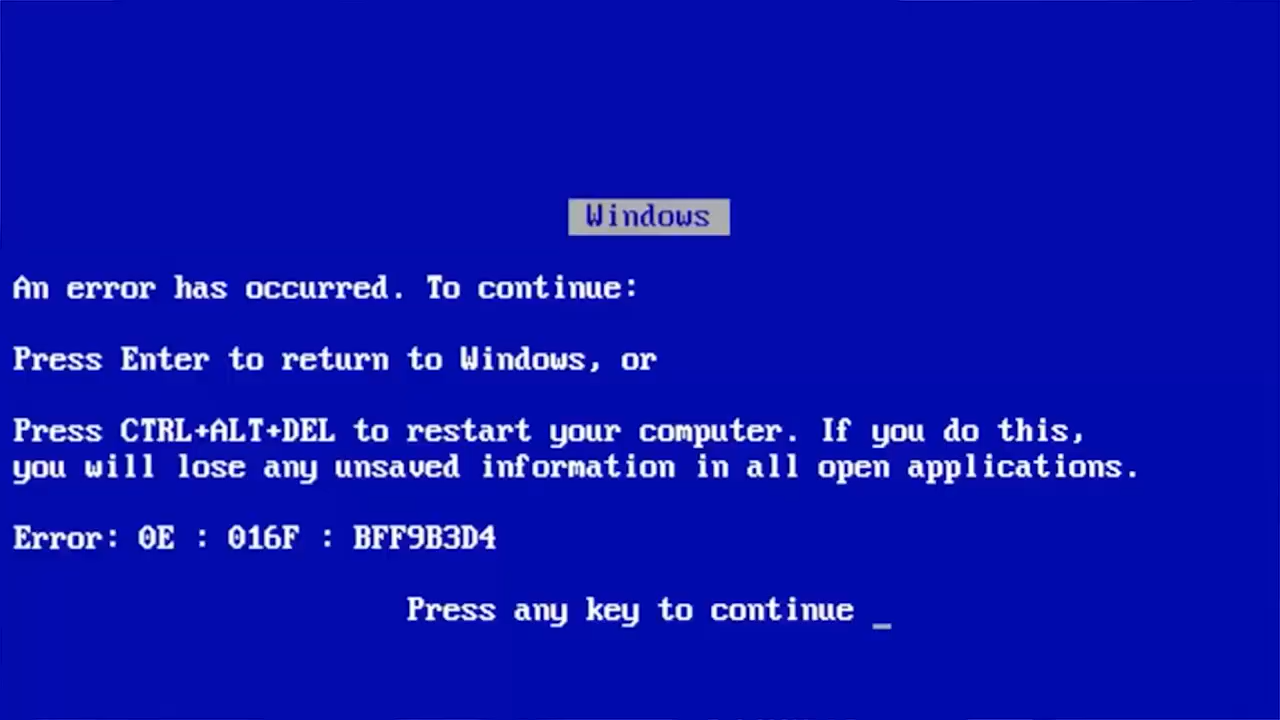 Windows
An error has occurred. To continue:
Press Enter to return to Windows, or
Press CTRL+ALT+DEL to restart your computer. If you do this,
you will lose any unsaved information in all open applications.
Error: 0E : 016F : BFF9B3D4
Press any key to continue _